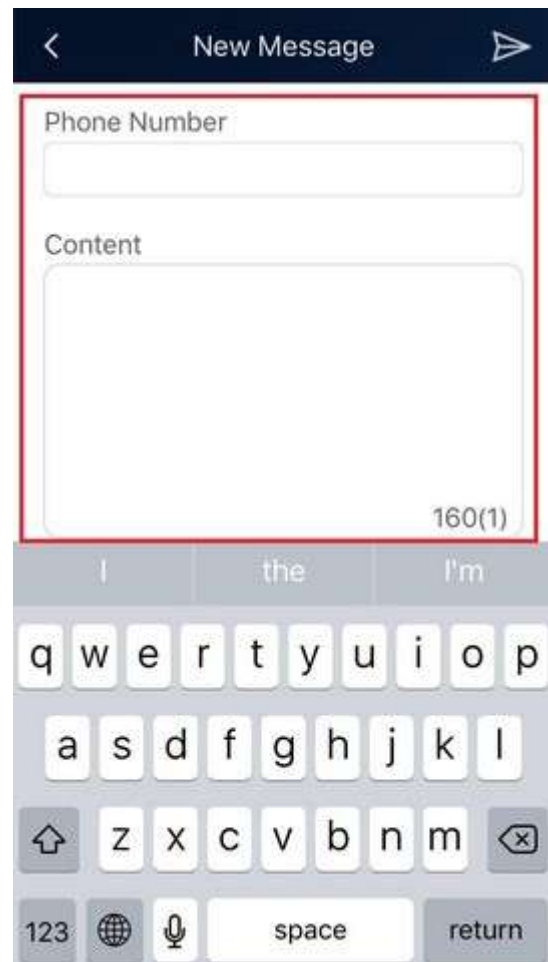 New Message
Phone Number
Content
160(1)
I the I'm
q w e r t y u i o p
a s d f g h j k l
z x c v b n m
123 space return